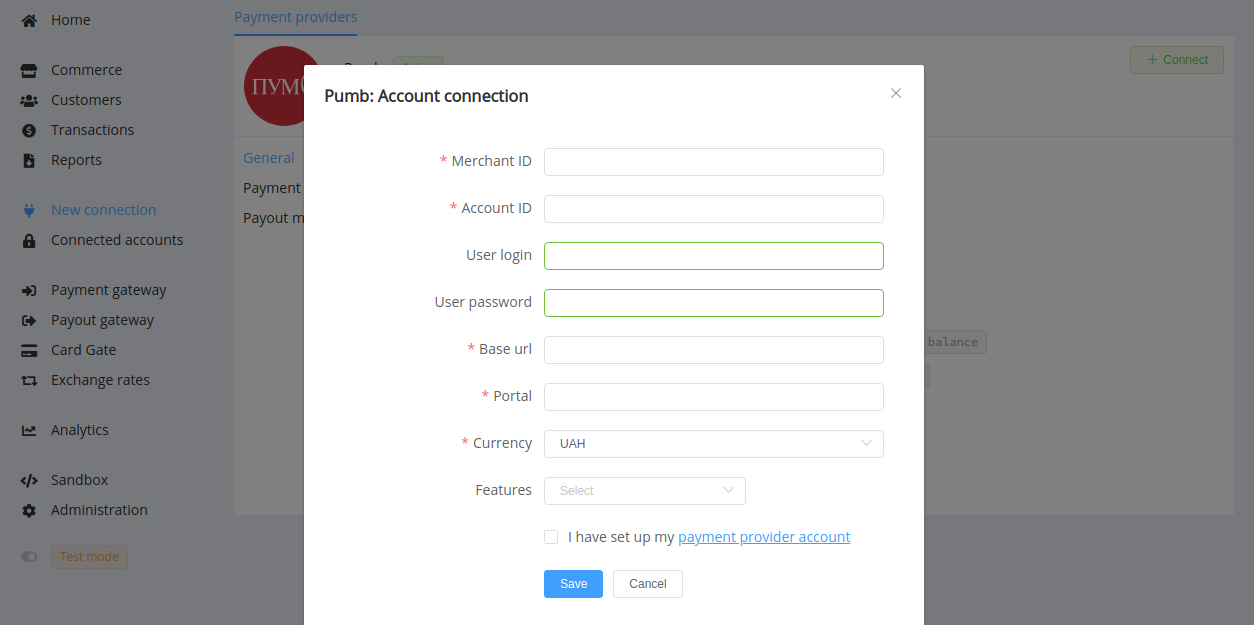 Home
Commerce
Customers
Transactions
Reports
New connection
Connected accounts
Payment gateway
Payout gateway
Card Gate
Exchange rates
Analytics
Sandbox
Administration
Test mode
Payment providers
+ Connect
General
Payment
Payout m
balance
Pumb: Account connection
* Merchant ID
* Account ID
User login
User password
* Base url
* Portal
* Currency UAH
Features Select
I have set up my payment provider account
Save Cancel